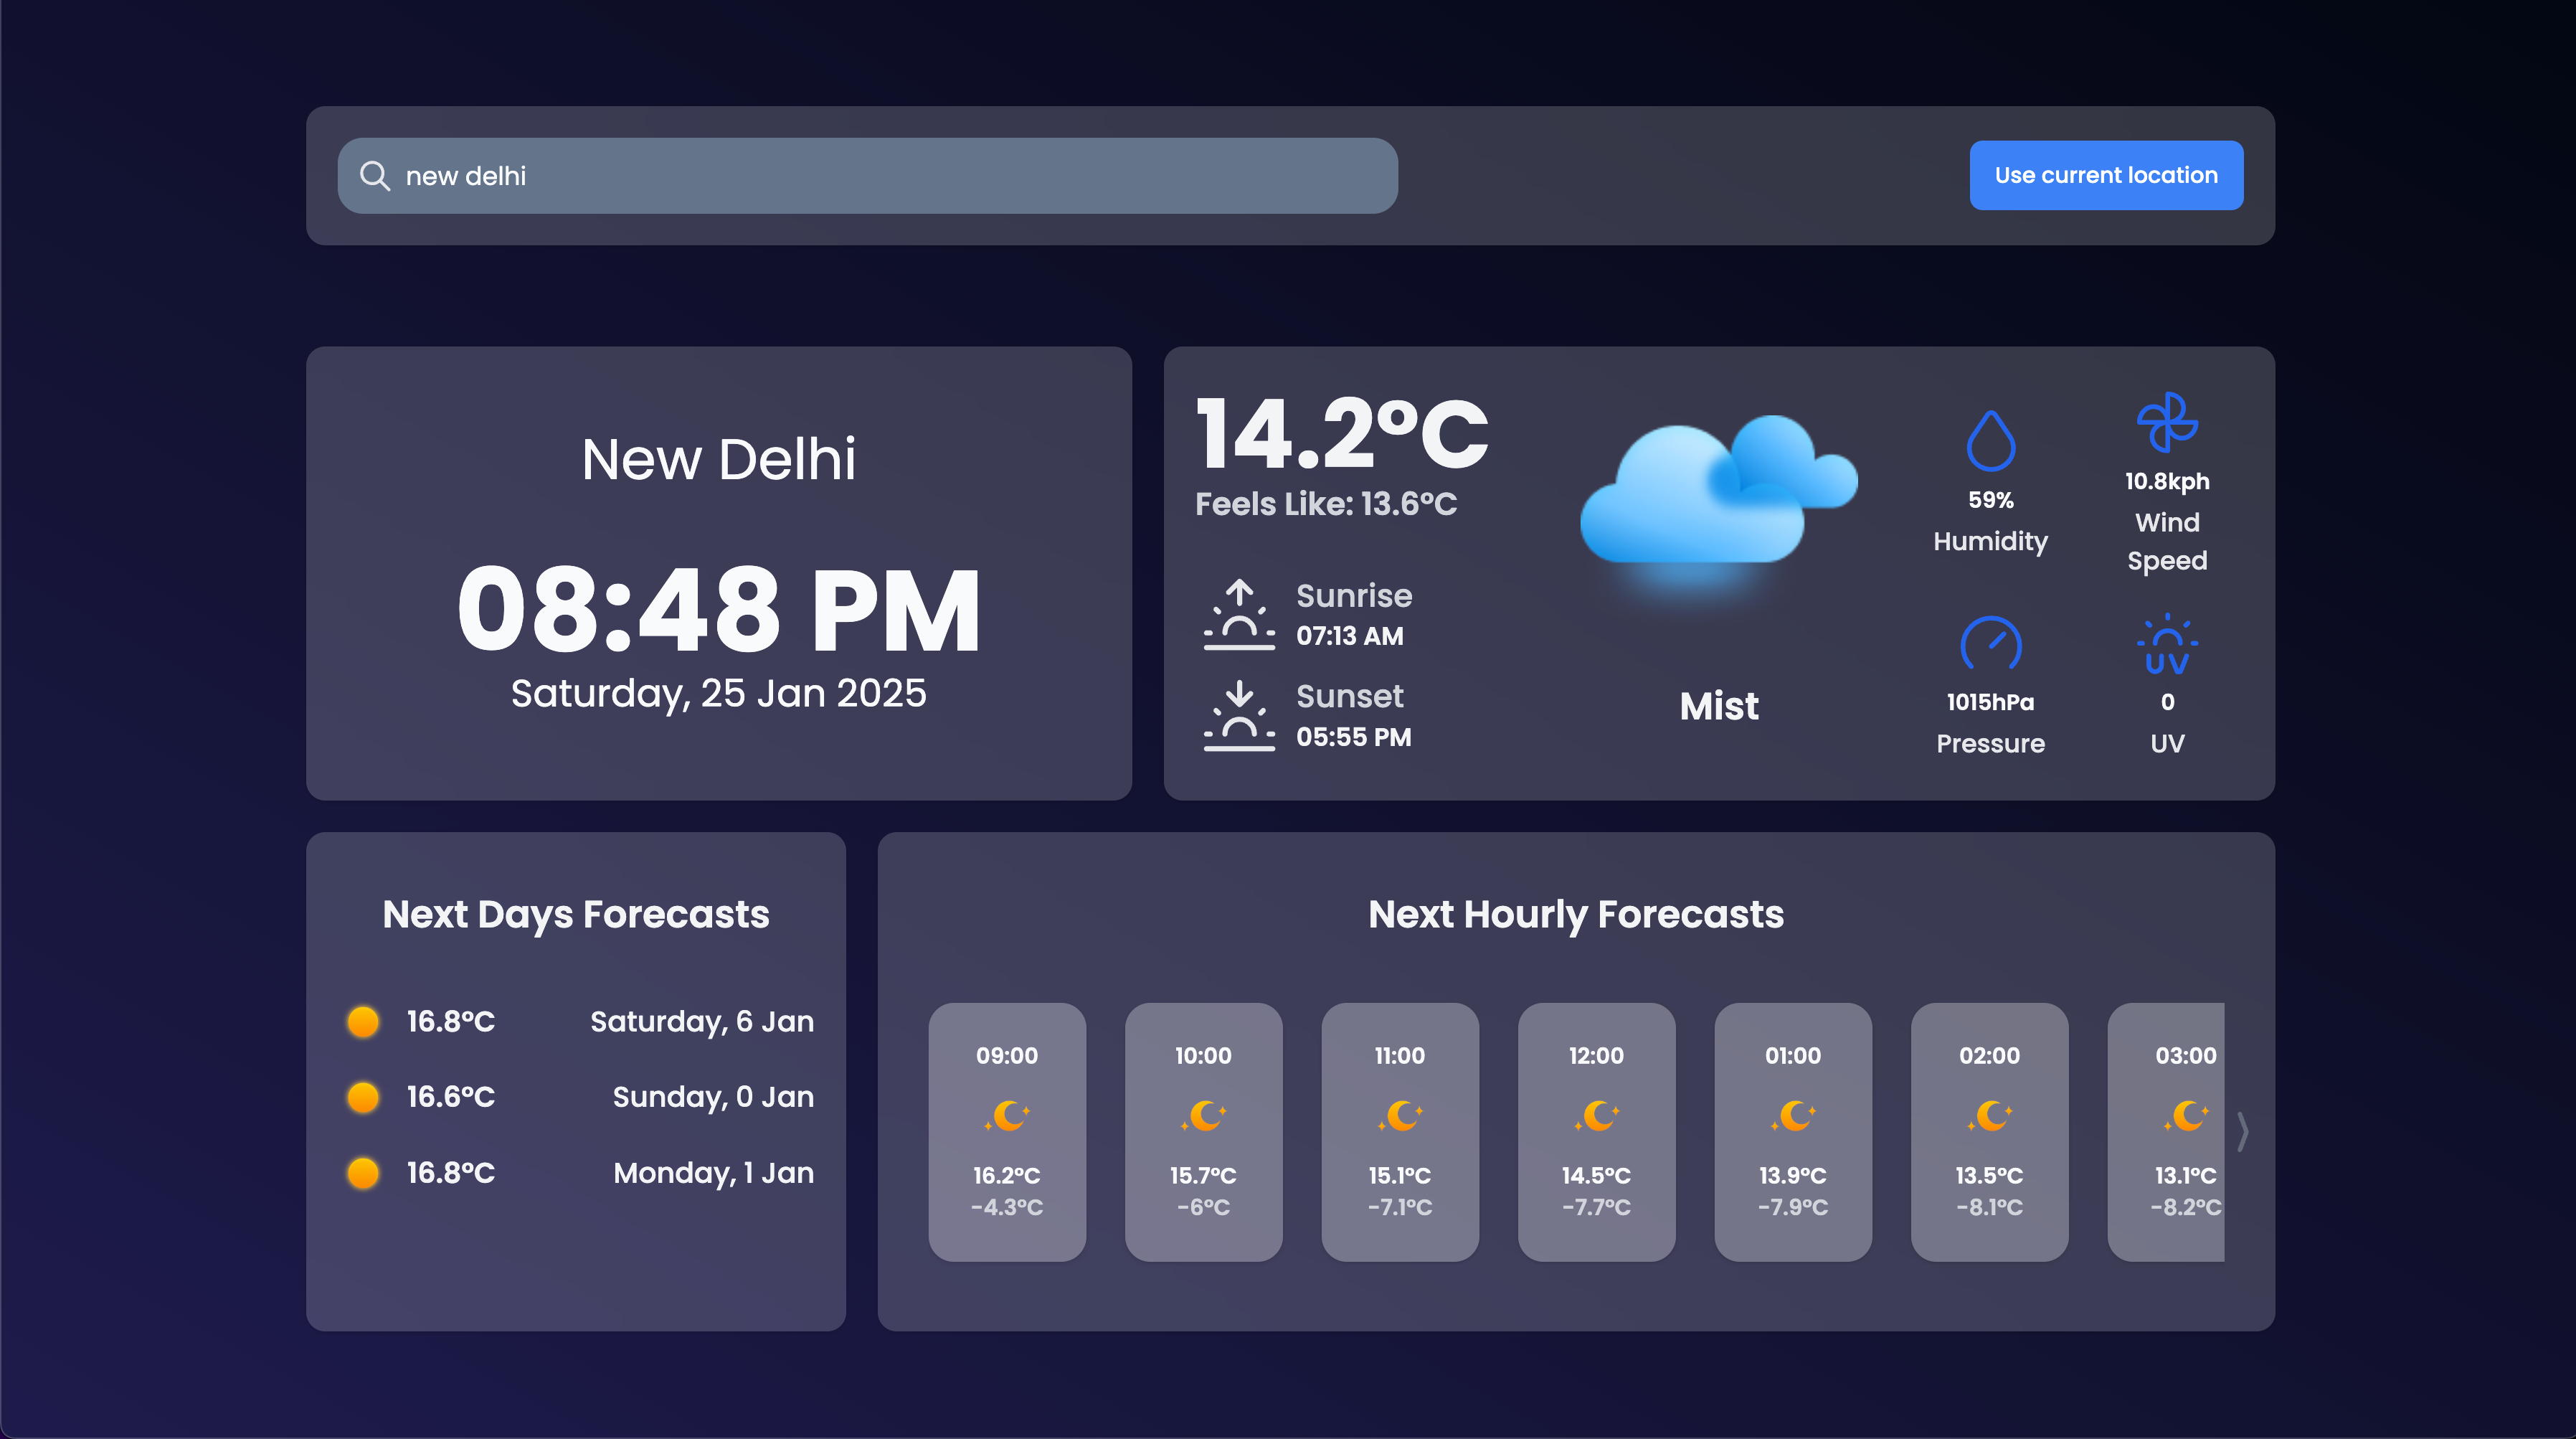 new delhi
Use current location
New Delhi
08:48 PM
Saturday, 25 Jan 2025
14.2°C
Feels Like: 13.6°C
Sunrise
07:13 AM
Sunset
05:55 PM
Mist
59%
Humidity
10.8kph
Wind
Speed
1015hPa
Pressure
UV
0
UV
Next Days Forecasts
16.8°C Saturday, 6 Jan
16.6°C Sunday, 0 Jan
16.8°C Monday, 1 Jan
Next Hourly Forecasts
09:00
16.2°C
-4.3°C
10:00
15.7°C
-6°C
11:00
15.1°C
-7.1°C
12:00
14.5°C
-7.7°C
01:00
13.9°C
-7.9°C
02:00
13.5°C
-8.1°C
03:00
13.1°C
-8.2°C